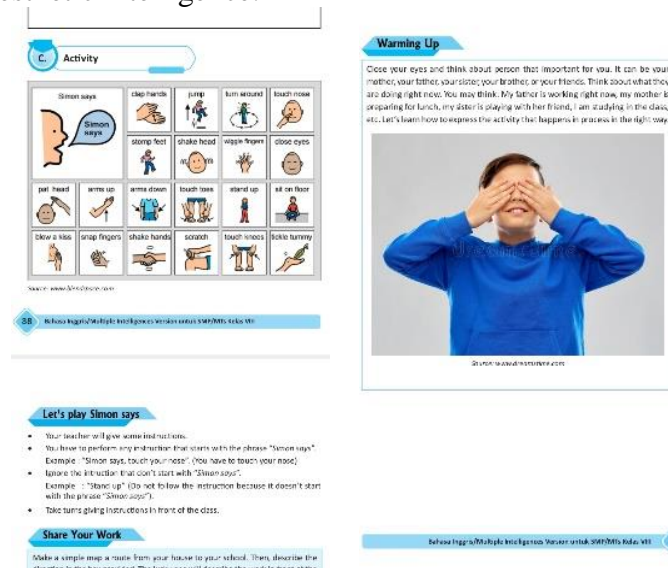 C. Activity
Simon says
Simon
says
clap hands
jump
turn around
touch nose
stomp feet
shake head
wiggle fingers
close eyes
pat head
arms up
arms down
touch toes
stand up
sit on floor
blow a kiss
snap fingers
shake hands
scratch
touch knees
tickle tummy
38 Bahasa Inggris/Multiple Intelligences Version untuk SMP/MTs Kelas VIII
Let's play Simon says
• Your teacher will give some instructions.
• You have to perform any instruction that starts with the phrase "Simon says".
Example : "Simon says, touch your nose". (You have to touch your nose)
• Ignore the intruction that don't start with "Simon says".
Example : "Stand up" (Do not follow the instruction because it doesn't start
with the phrase "Simon says").
• Take turns giving instructions in front of the class.
Share Your Work
Make a simple map a route from your house to your school. Then, describe the
Warming Up
Close your eyes and think about person that important for you. It can be your
mother, your father, your sister, your brother, or your friends. Think about what they
are doing right now. You may think. My father is working right now, my mother is
preparing for lunch, my sister is playing with her friend, I am studying in the class,
etc. Let's learn how to express the activity that happens in process in the right way.
dreamstime
Source: www.dreamstime.com
Bahasa Inggris/Multiple Intelligences Version untuk SMP/MTs Kelas VIII